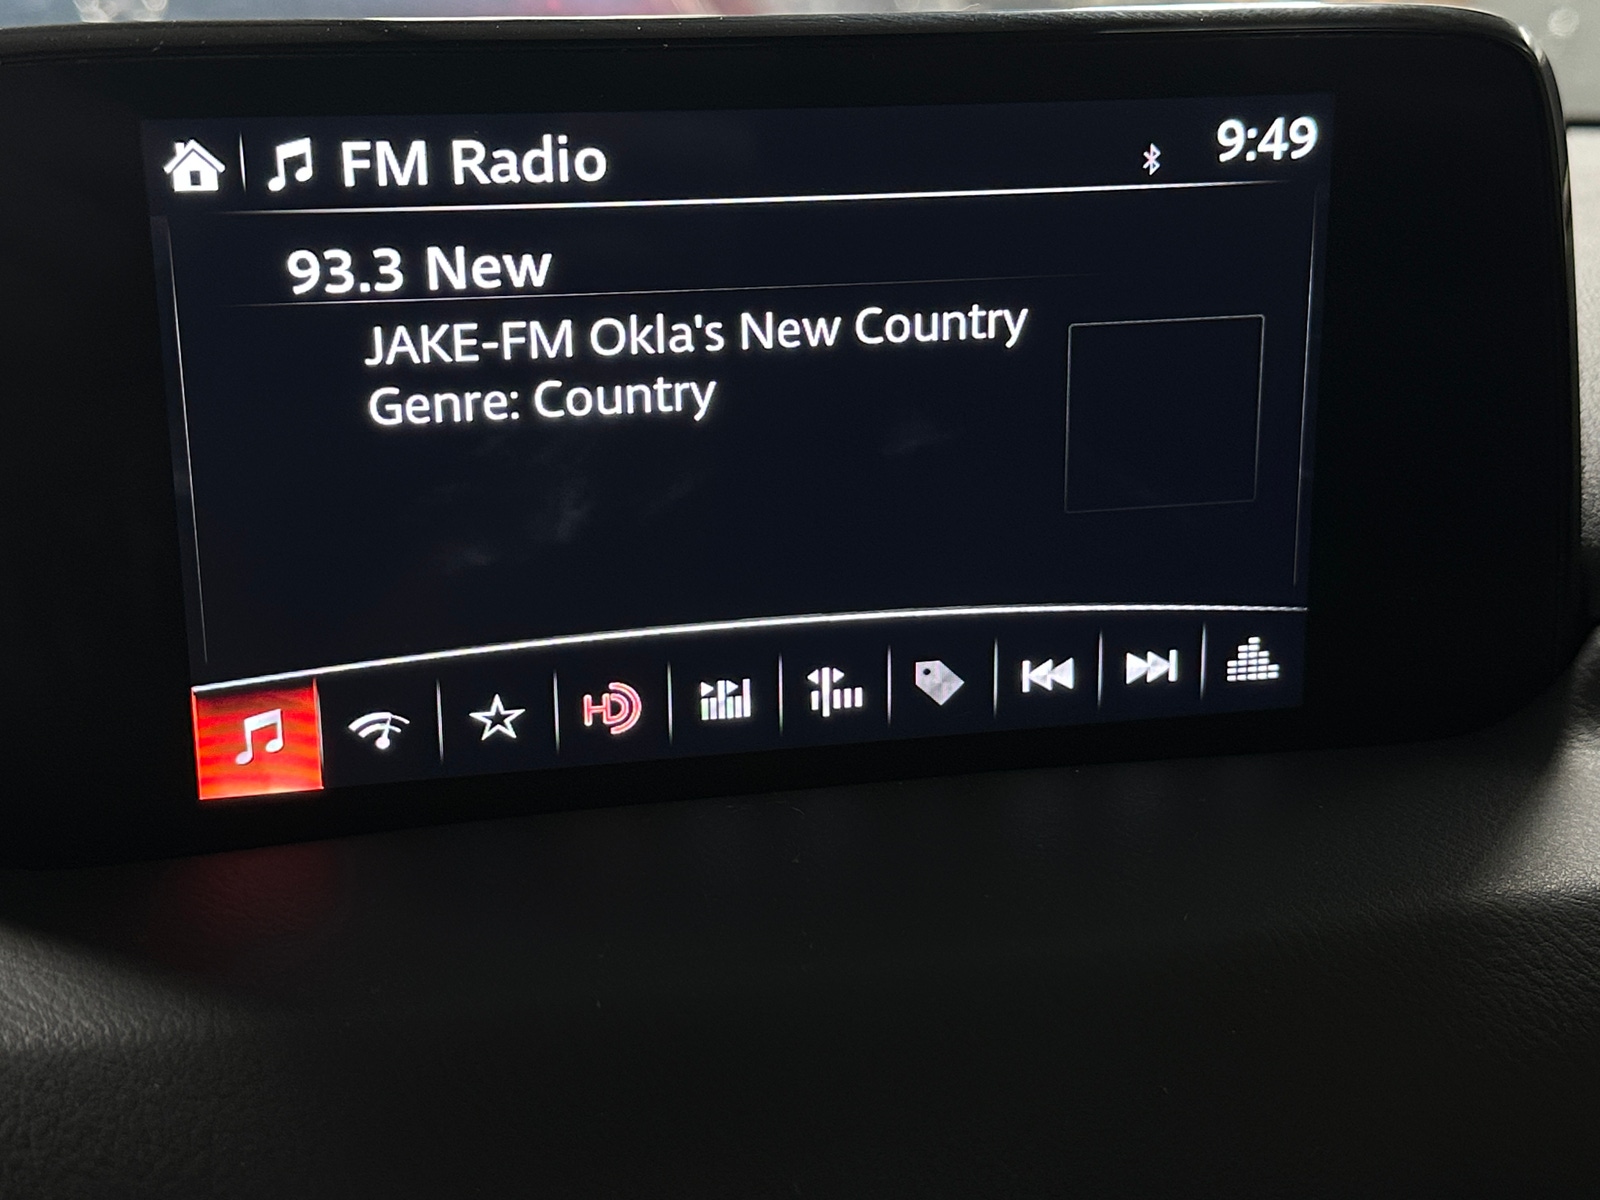 FM Radio
9:49
93.3 New
JAKE-FM Okla's New Country
Genre: Country
HD